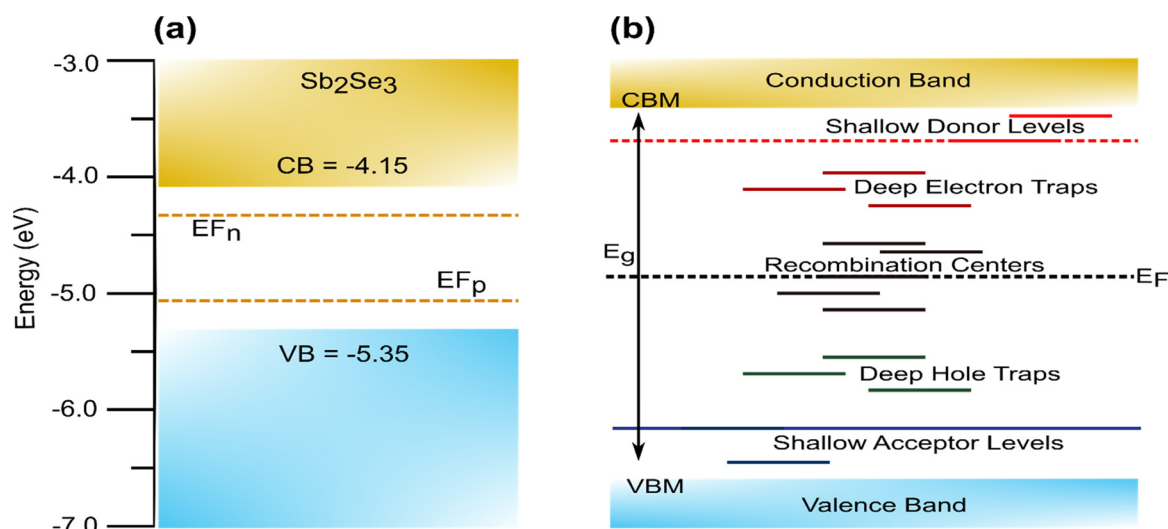 (a)
Energy (eV)
-3.0
-4.0
-5.0
-6.0
-7.0
Sb₂Se₃
CB = -4.15
EFₙ
EFₚ
VB = -5.35
(b)
Conduction Band
CBM
Shallow Donor Levels
Deep Electron Traps
Eg
Recombination Centers
EF
Deep Hole Traps
Shallow Acceptor Levels
VBM
Valence Band